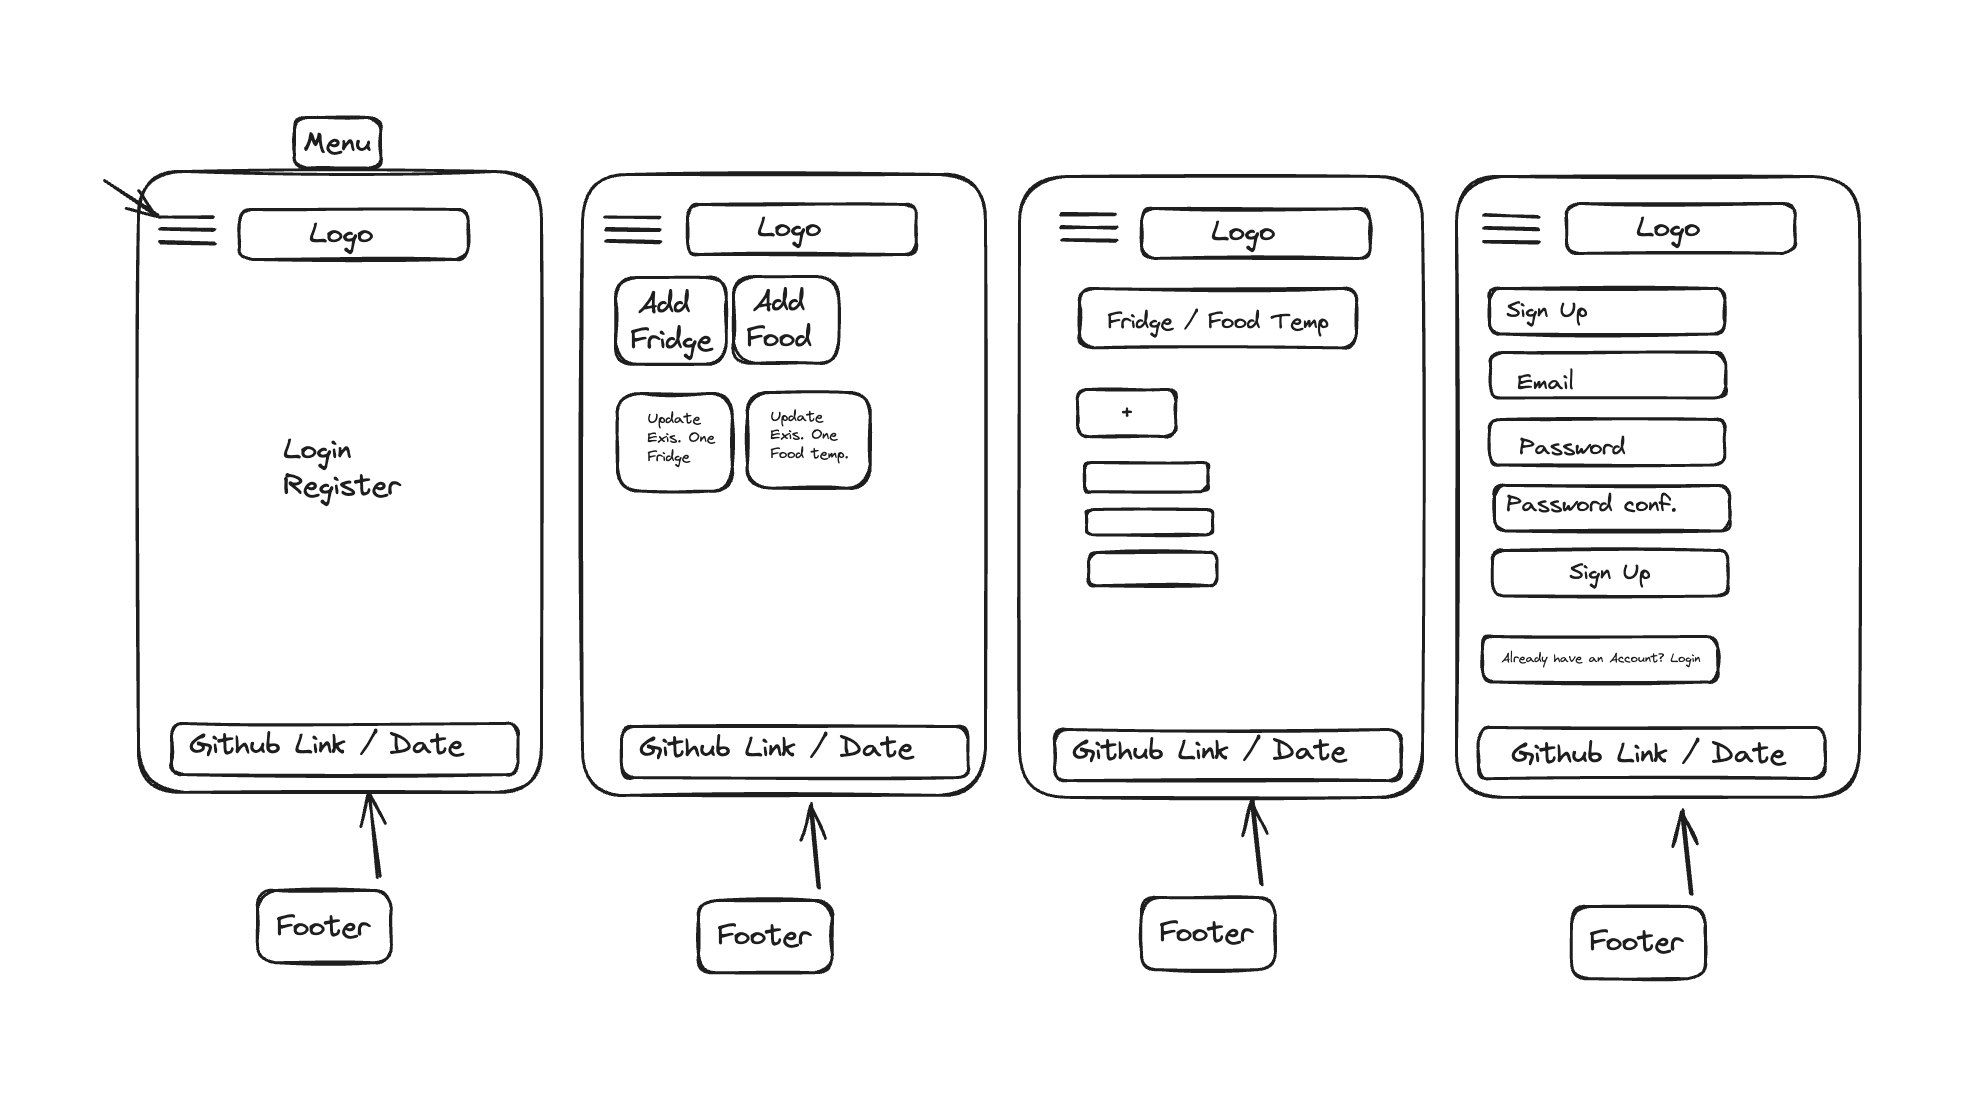 Menu
Logo
Login
Register
Github Link / Date
Footer
Logo
Add
Fridge
Add
Food
Update
Exis. One
Fridge
Update
Exis. One
Food temp.
Github Link / Date
Footer
Logo
Fridge / Food Temp
+
Github Link / Date
Footer
Logo
Sign Up
Email
Password
Password conf.
Sign Up
Already have an Account? Login
Github Link / Date
Footer